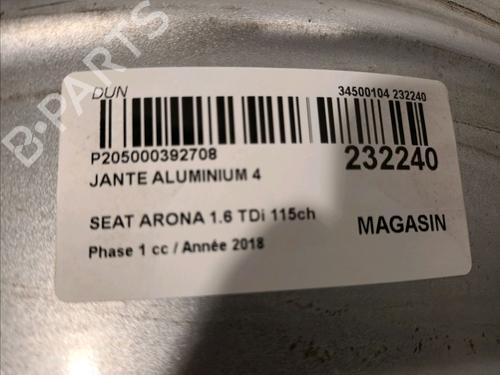 DUN
34500104 232240
P205000392708
232240
JANTE ALUMINIUM 4
SEAT ARONA 1.6 TDi 115ch
MAGASIN
Phase 1 cc / Année 2018
B-PARTS